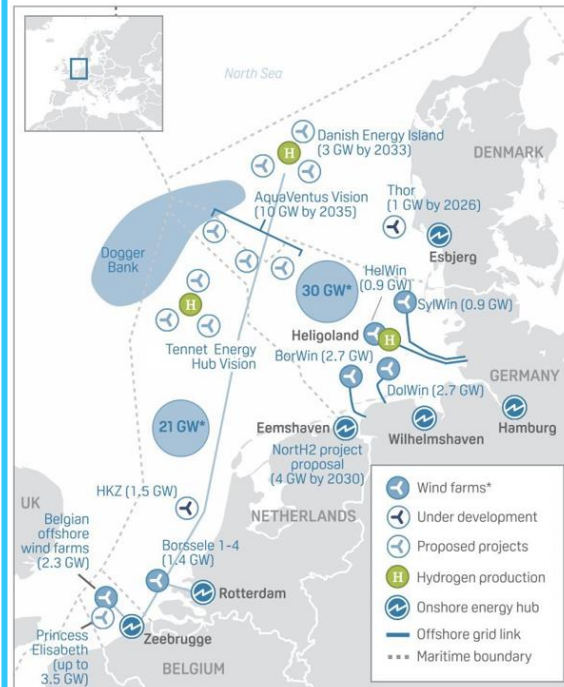 North Sea
Danish Energy Island
(3 GW by 2033)
H
DENMARK
AquaVentus Vision
(10 GW by 2035)
Thor
(1 GW by 2026)
Esbjerg
Dogger
Bank
30 GW*
HelWin
(0.9 GW)
SylWin (0.9 GW)
H
Heligoland
H
Tennet Energy
Hub Vision
BorWin (2.7 GW)
DolWin (2.7 GW)
GERMANY
21 GW*
Eemshaven
Wilhelmshaven
Hamburg
NortH2 project
proposal
(4 GW by 2030)
HKZ (1,5 GW)
UK
NETHERLANDS
Belgian
offshore
wind farms
(2.3 GW)
Borssele 1-4
(1.4 GW)
Rotterdam
Princess
Elisabeth
(up to
3.5 GW)
Zeebrugge
BELGIUM
Wind farms*
Under development
Proposed projects
H Hydrogen production
Onshore energy hub
Offshore grid link
Maritime boundary